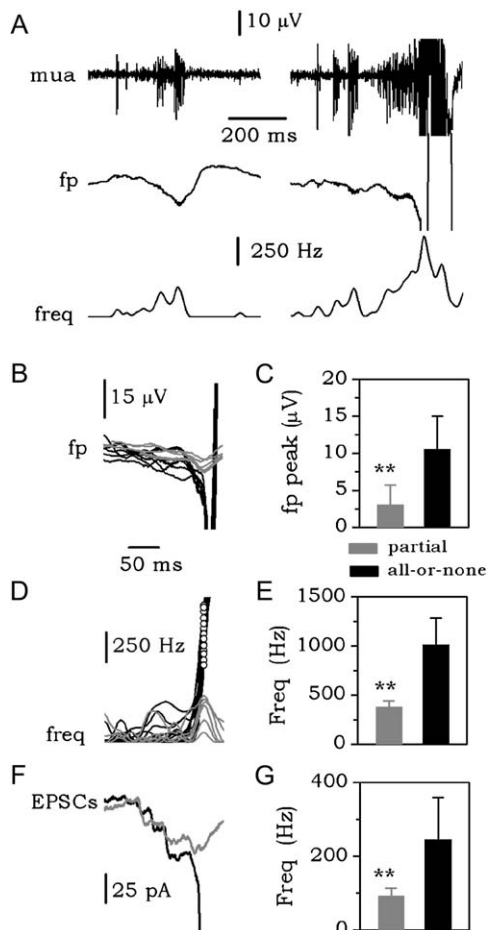 A
10 μV
mua
200 ms
fp
250 Hz
freq
B
15 μV
fp
50 ms
C
20
15
10
5
0
fp peak (μV)
**
partial
all-or-none
D
250 Hz
freq
E
1500
1000
500
0
Freq (Hz)
**
F
EPSCs
25 pA
G
400
200
0
Freq (Hz)
**